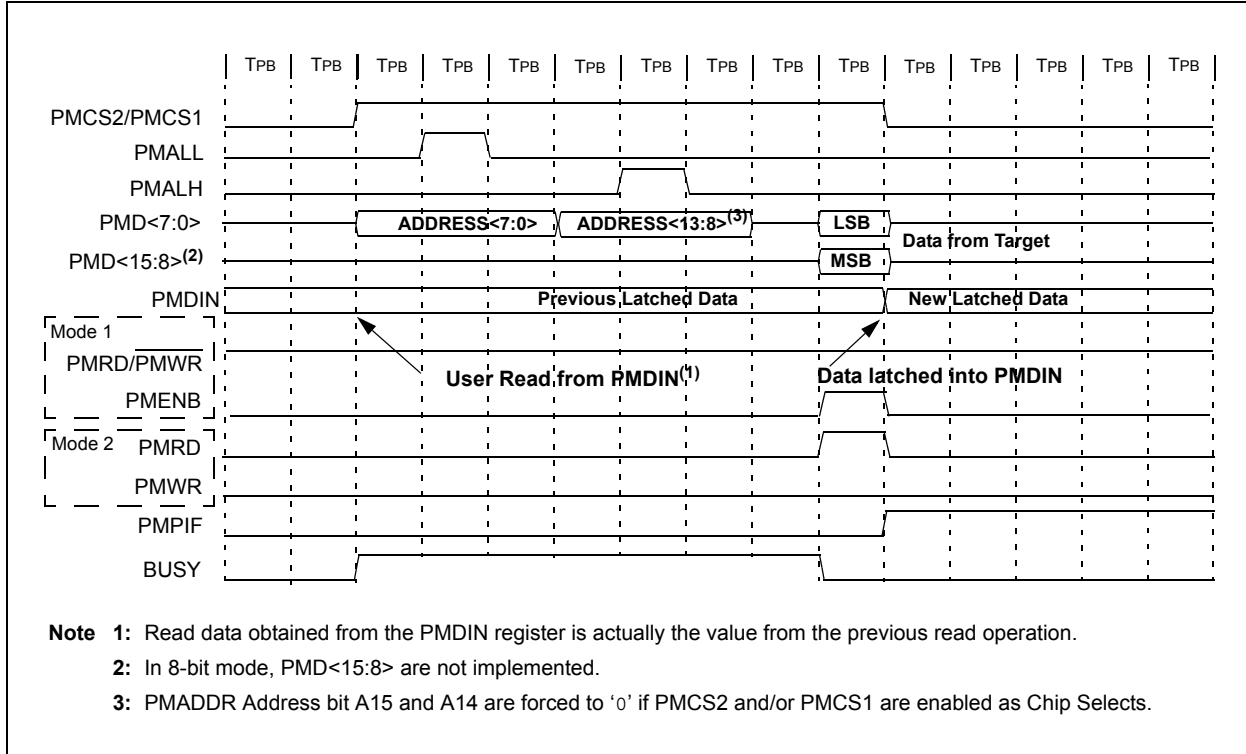 TPB TPB TPB TPB TPB TPB TPB TPB TPB TPB TPB TPB TPB TPB TPB
PMCS2/PMCS1
PMALL
PMALH
PMD<7:0> ADDRESS<7:0> ADDRESS<13:8>(3) LSB
Data from Target
PMD<15:8>(2) MSB
PMDIN Previous Latched Data New Latched Data
Mode 1
PMRD/PMWR
User Read from PMDIN(1) Data latched into PMDIN
PMENB
Mode 2 PMRD
PMWR
PMPIF
BUSY
Note 1: Read data obtained from the PMDIN register is actually the value from the previous read operation.
2: In 8-bit mode, PMD<15:8> are not implemented.
3: PMADDR Address bit A15 and A14 are forced to ‘0’ if PMCS2 and/or PMCS1 are enabled as Chip Selects.